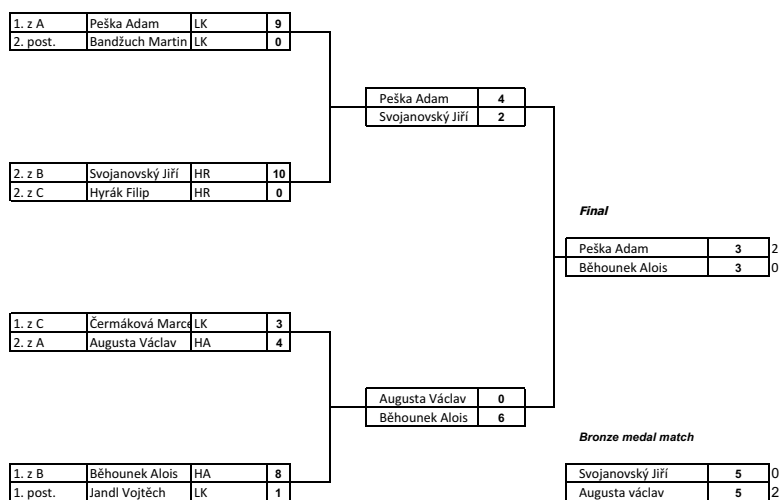 1. z A Peška Adam LK 9
2. post. Bandžuch Martin LK 0
Peška Adam 4
Svojanovský Jiří 2
2. z B Svojanovský Jiří HR 10
2. z C Hyrák Filip HR 0
Final
Peška Adam 3 2
Běhounek Alois 3 0
1. z C Čermáková Marce LK 3
2. z A Augusta Václav HA 4
Augusta Václav 0
Běhounek Alois 6
Bronze medal match
1. z B Běhounek Alois HA 8
1. post. Jandl Vojtěch LK 1
Svojanovský Jiří 5 0
Augusta václav 5 2